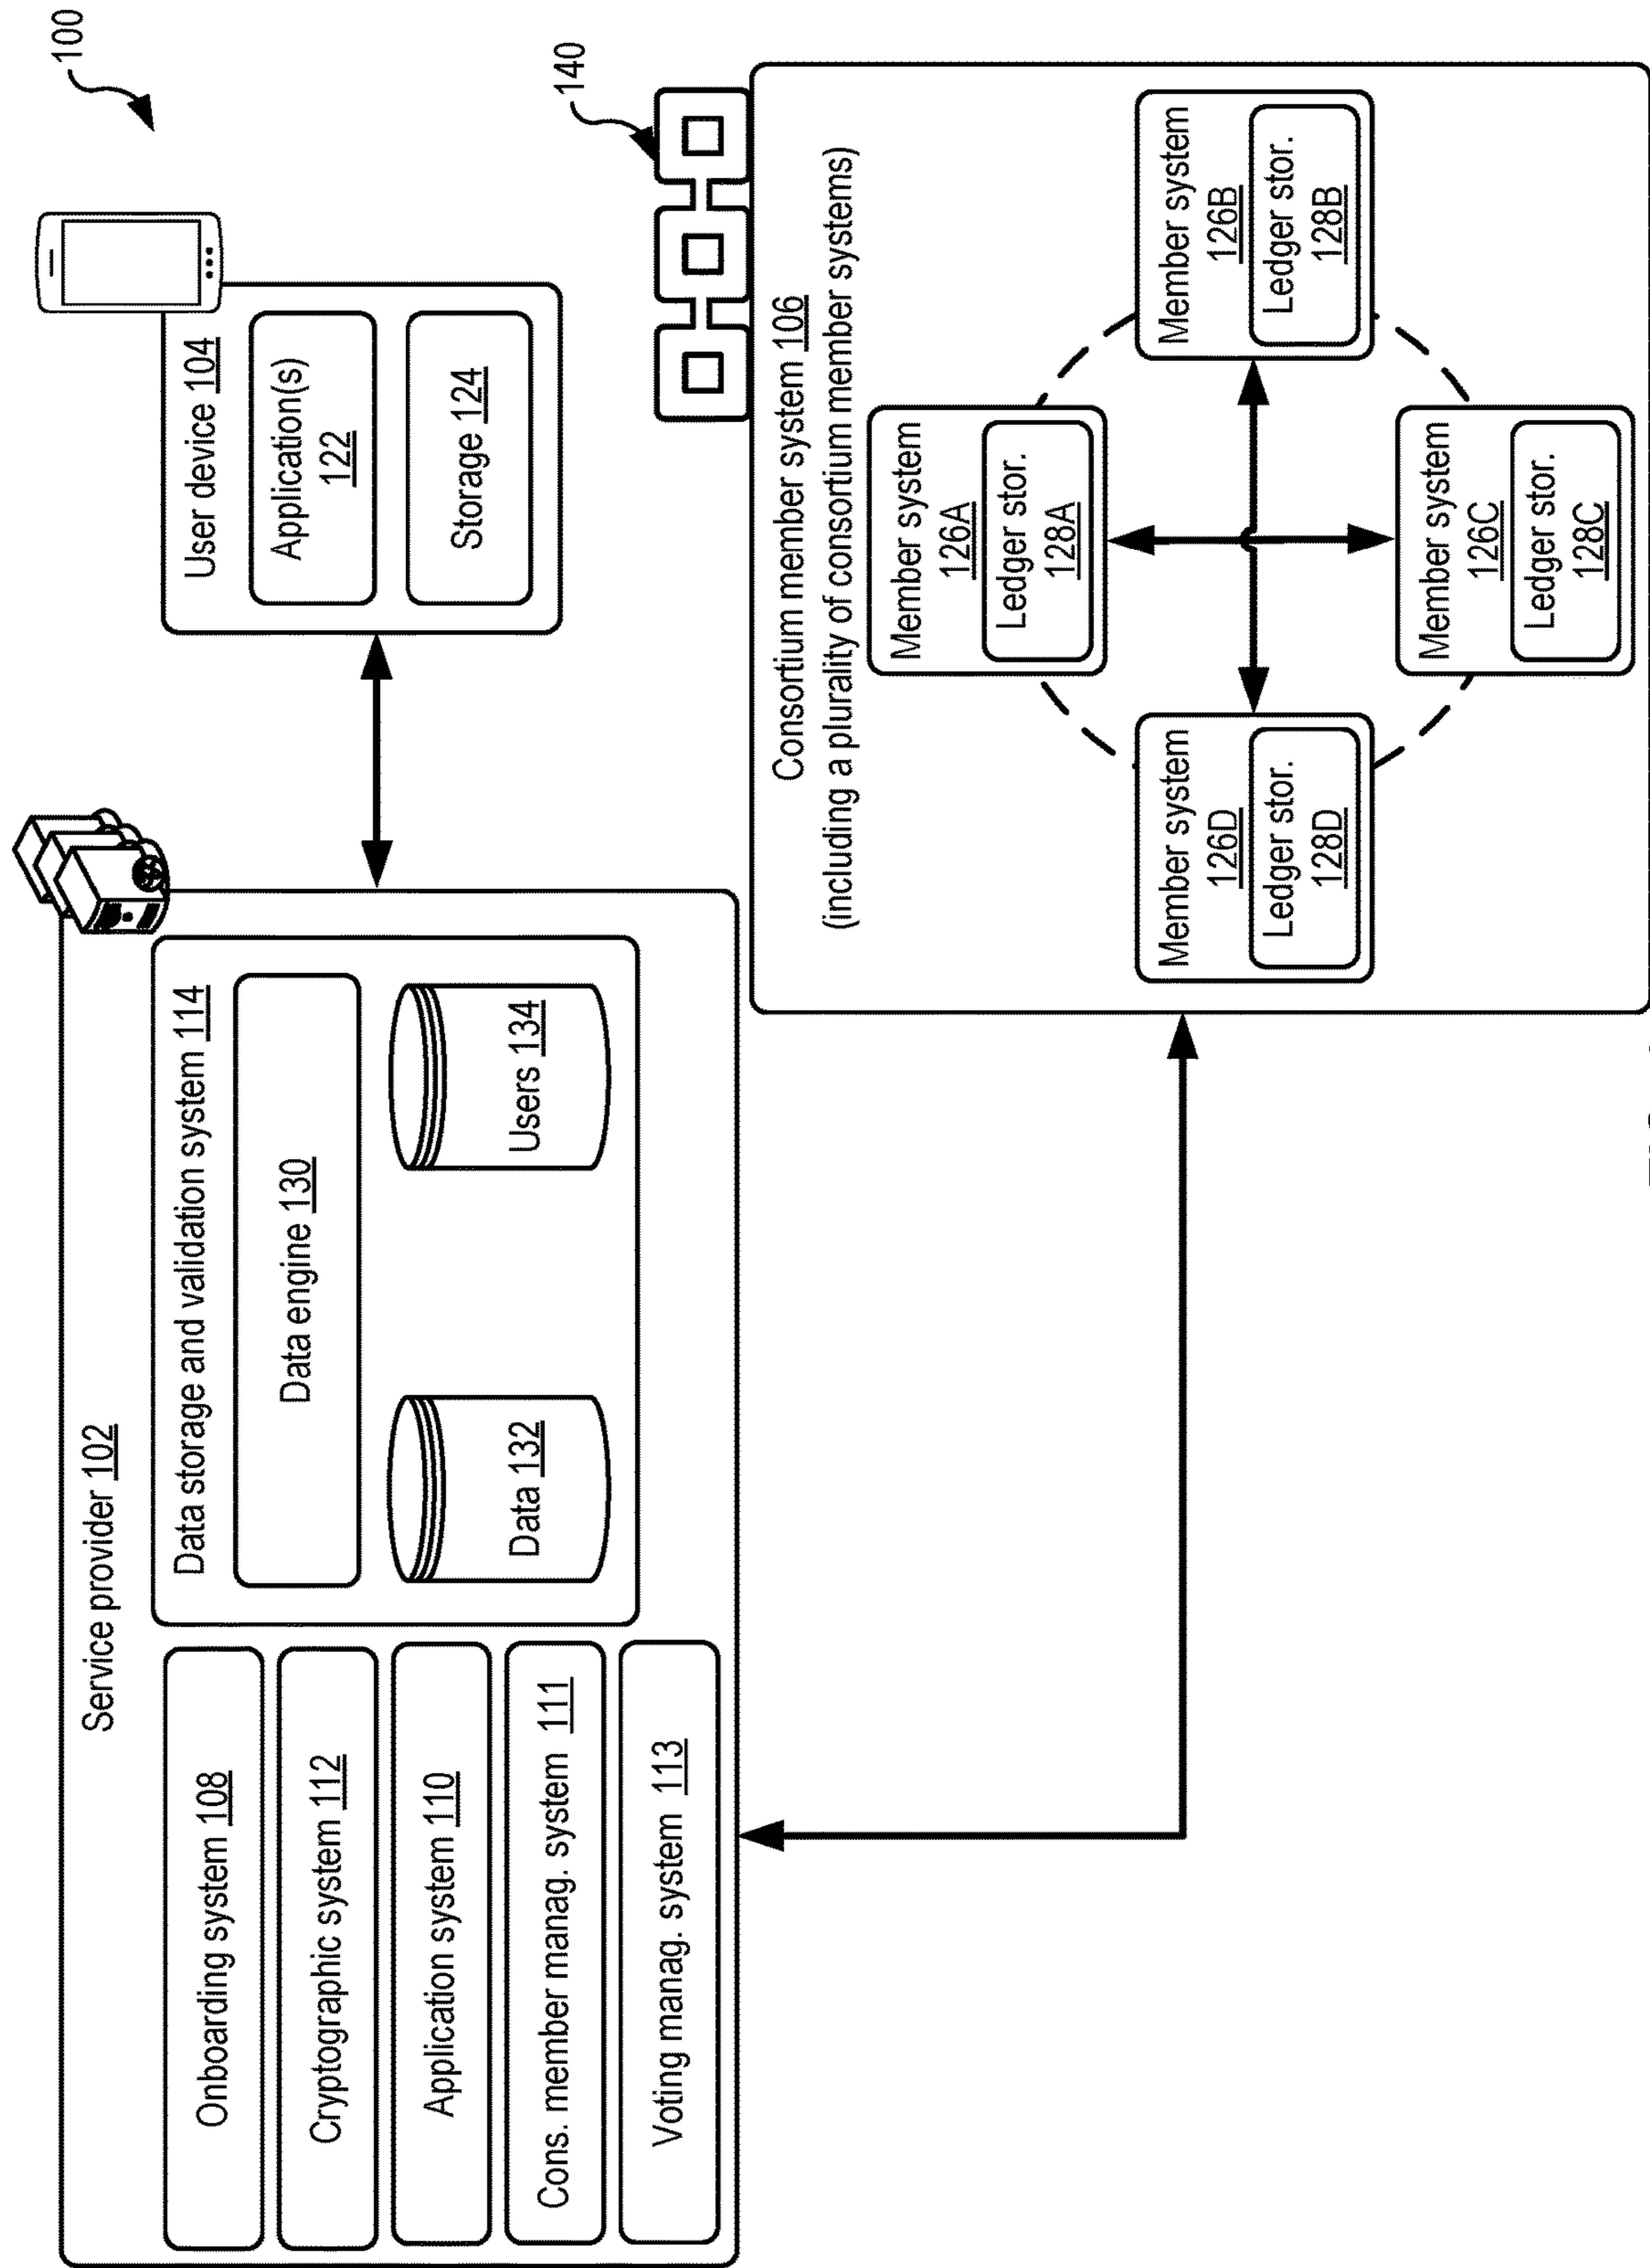 100
Service provider 102
Onboarding system 108
Cryptographic system 112
Application system 110
Cons. member manag. system 111
Voting manag. system 113
Data storage and validation system 114
Data engine 130
Data 132
Users 134
User device 104
Application(s)
122
Storage 124
140
Consortium member system 106
(including a plurality of consortium member systems)
Member system
126A
Ledger stor.
128A
Member system
126D
Ledger stor.
128D
Member system
126B
Ledger stor.
128B
Member system
126C
Ledger stor.
128C